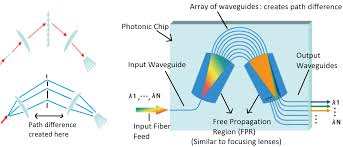 Array of waveguides: creates path difference
Photonic Chip
Input Waveguide
Output
Waveguides
λ1 ,..., λN
Input Fiber
Feed
Free Propagation
Region (FPR)
(Similar to focusing lenses)
λ1
λN
Path difference
created here